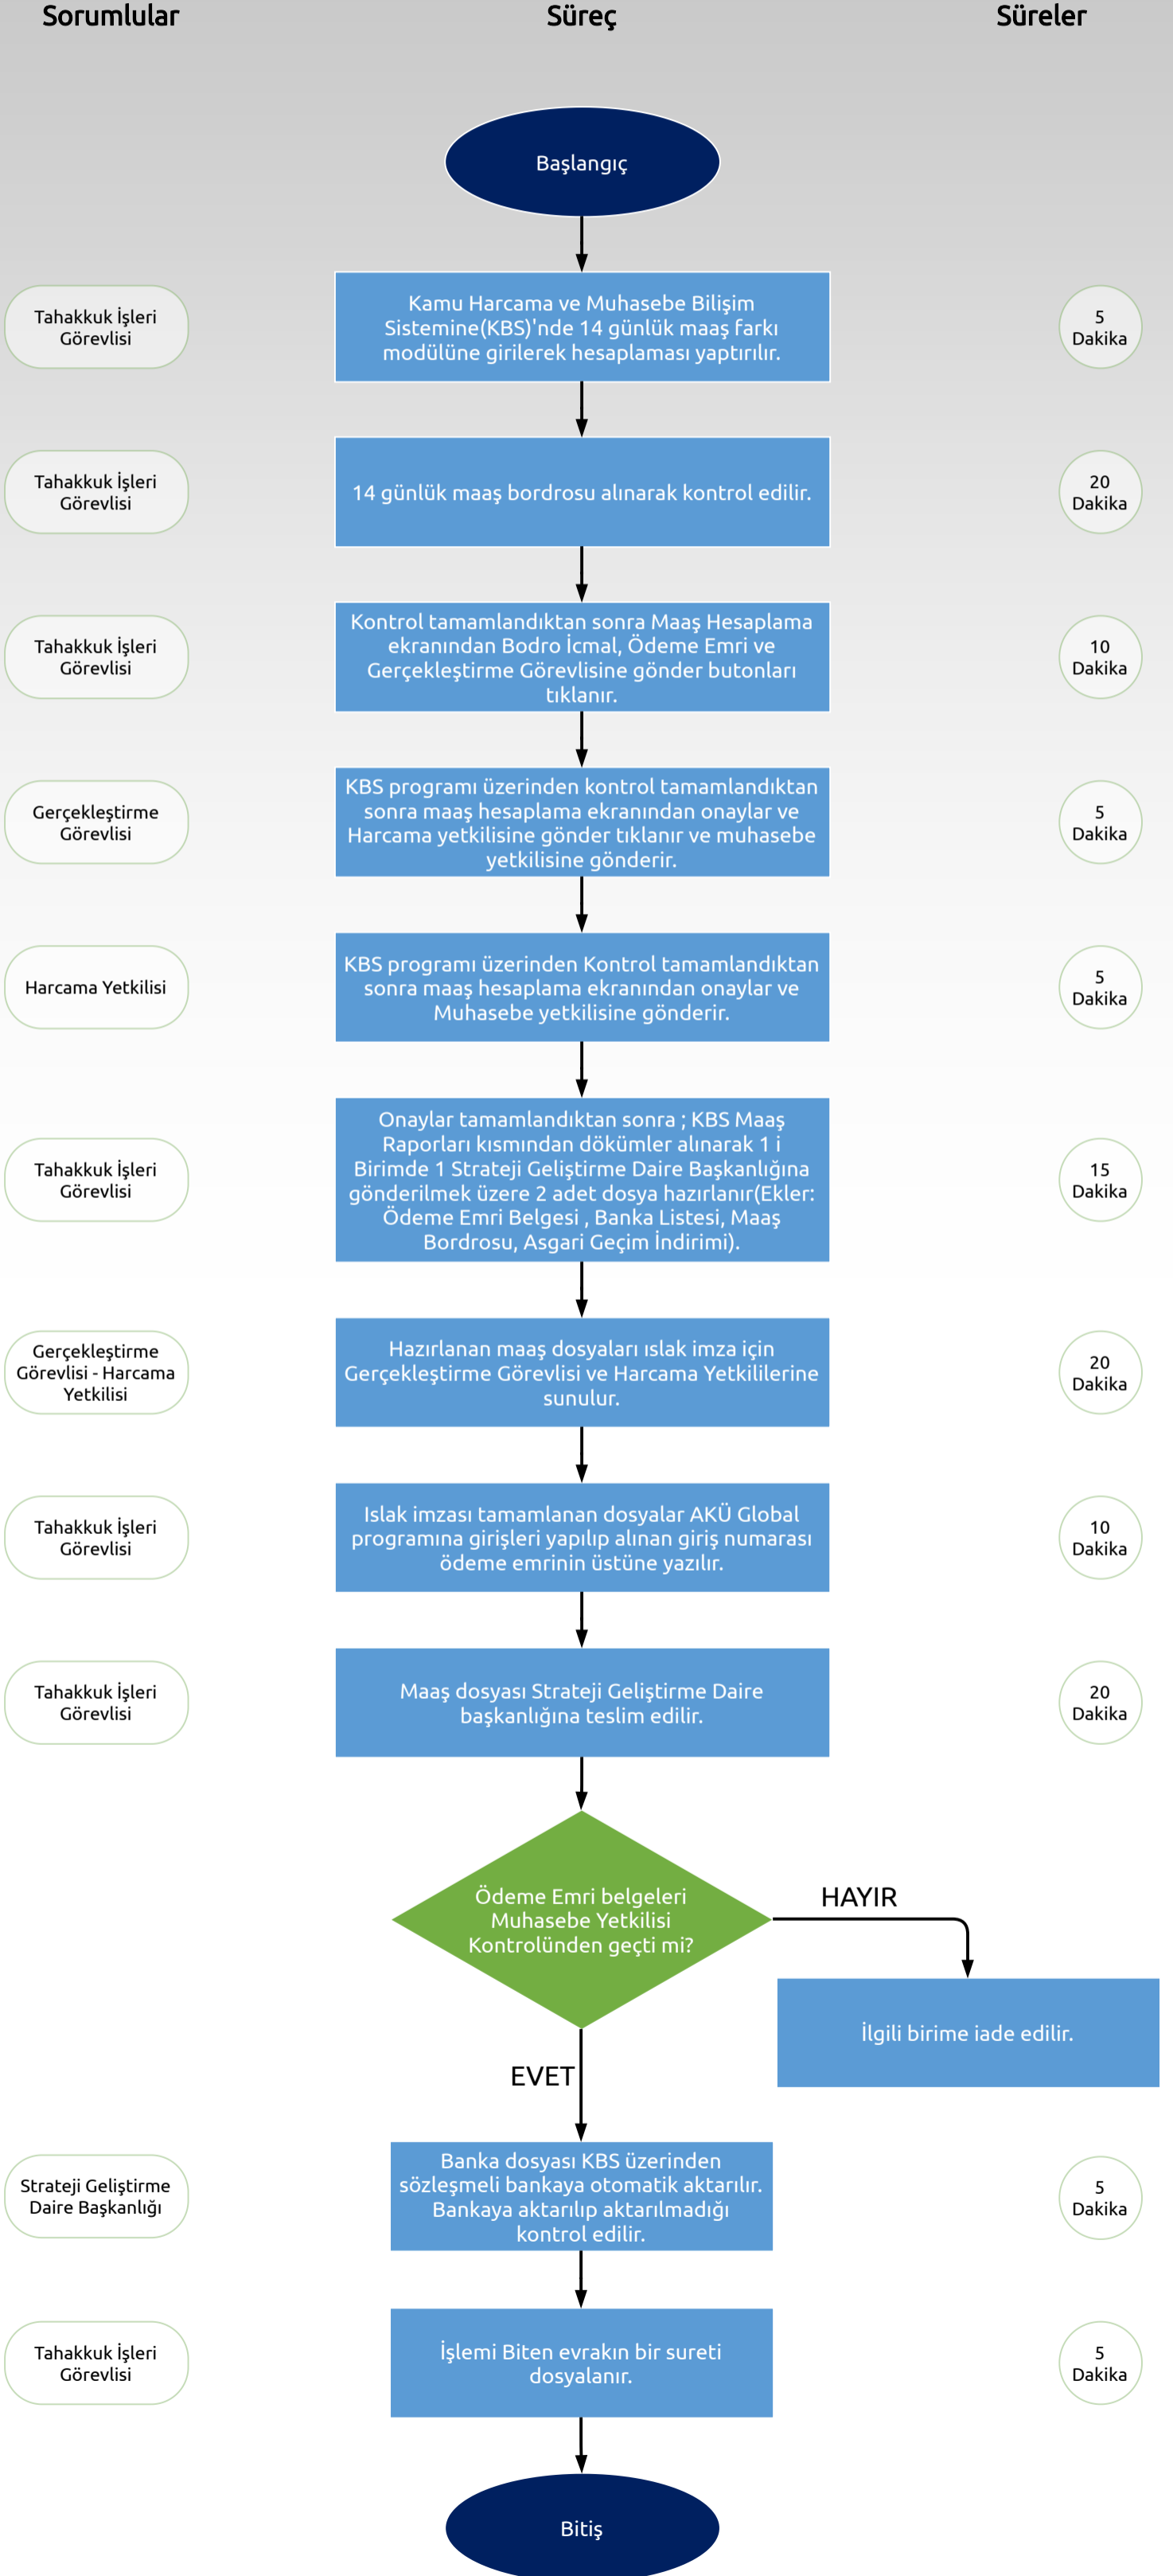 Sorumlular
Süreç
Süreler
Başlangıç
Tahakkuk İşleri
Görevlisi
Kamu Harcama ve Muhasebe Bilişim
Sistemine(KBS)'nde 14 günlük maaş farkı
modülüne girilerek hesaplaması yaptırılır.
5
Dakika
Tahakkuk İşleri
Görevlisi
14 günlük maaş bordrosu alınarak kontrol edilir.
20
Dakika
Tahakkuk İşleri
Görevlisi
Kontrol tamamlandıktan sonra Maaş Hesaplama
ekranından Bodro İcmal, Ödeme Emri ve
Gerçekleştirme Görevlisine gönder butonları
tıklanır.
10
Dakika
Gerçekleştirme
Görevlisi
KBS programı üzerinden kontrol tamamlandıktan
sonra maaş hesaplama ekranından onaylar ve
Harcama yetkilisine gönder tıklanır ve muhasebe
yetkilisine gönderir.
5
Dakika
Harcama Yetkilisi
KBS programı üzerinden Kontrol tamamlandıktan
sonra maaş hesaplama ekranından onaylar ve
Muhasebe yetkilisine gönderir.
5
Dakika
Tahakkuk İşleri
Görevlisi
Onaylar tamamlandıktan sonra ; KBS Maaş
Raporları kısmından dökümler alınarak 1 i
Birimde 1 Strateji Geliştirme Daire Başkanlığına
gönderilmek üzere 2 adet dosya hazırlanır(Ekler:
Ödeme Emri Belgesi , Banka Listesi, Maaş
Bordrosu, Asgari Geçim İndirimi).
15
Dakika
Gerçekleştirme
Görevlisi - Harcama
Yetkilisi
Hazırlanan maaş dosyaları ıslak imza için
Gerçekleştirme Görevlisi ve Harcama Yetkililerine
sunulur.
20
Dakika
Tahakkuk İşleri
Görevlisi
Islak imzası tamamlanan dosyalar AKÜ Global
programına girişleri yapılıp alınan giriş numarası
ödeme emrinin üstüne yazılır.
10
Dakika
Tahakkuk İşleri
Görevlisi
Maaş dosyası Strateji Geliştirme Daire
başkanlığına teslim edilir.
20
Dakika
Ödeme Emri belgeleri
Muhasebe Yetkilisi
Kontrolünden geçti mi?
HAYIR
İlgili birime iade edilir.
EVET
Strateji Geliştirme
Daire Başkanlığı
Banka dosyası KBS üzerinden
sözleşmeli bankaya otomatik aktarılır.
Bankaya aktarılıp aktarılmadığı
kontrol edilir.
5
Dakika
Tahakkuk İşleri
Görevlisi
İşlemi Biten evrakın bir sureti
dosyalanır.
5
Dakika
Bitiş